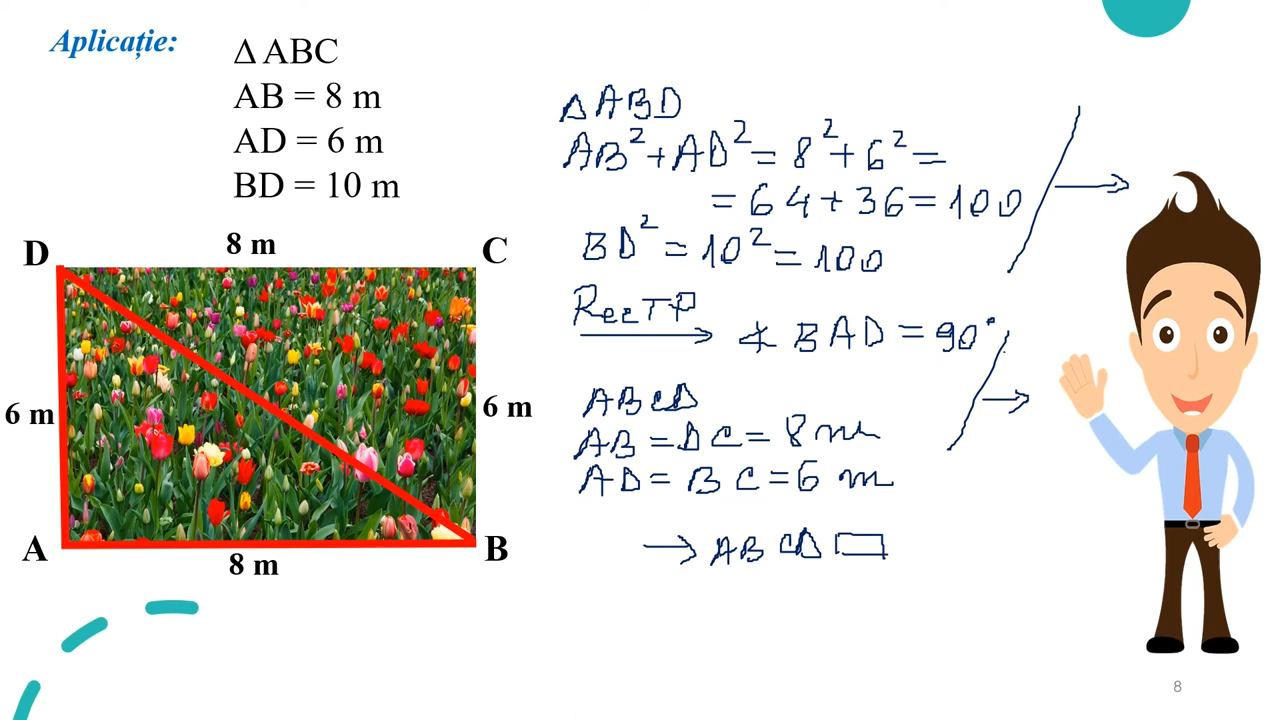 Aplicație:
Δ ABC
AB = 8 m
AD = 6 m
BD = 10 m
D
8 m
C
6 m
6 m
A
8 m
B
Δ ABD
AB² + AD² = 8² + 6² =
= 64 + 36 = 100
BD² = 10² = 100
RecTP
∢ BAD = 90°
ABCD
AB = DC = 8 m
AD = BC = 6 m
→ ABCD ▭
8